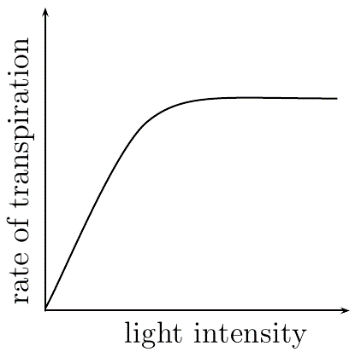 rate of transpiration
light intensity